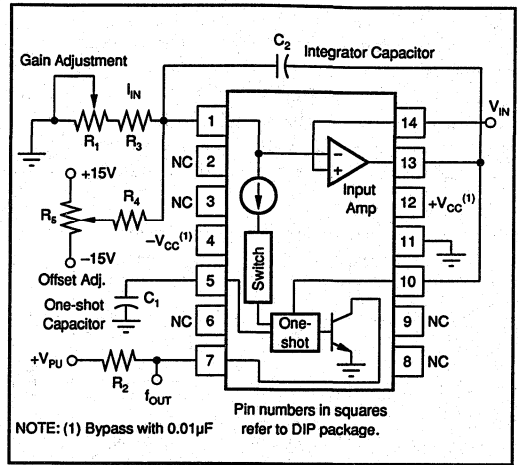 C2
Integrator Capacitor
Gain Adjustment
IIN
R1
R3
1
14
VIN
2
NC
13
+15V
R4
3
NC
Input
Amp
12
+VCC(1)
R5
4
–VCC(1)
11
–15V
Offset Adj.
Switch
5
10
One-shot
Capacitor
C1
6
NC
One-
shot
9
NC
+VPU
R2
7
8
NC
fOUT
Pin numbers in squares
refer to DIP package.
NOTE: (1) Bypass with 0.01µF
–
+